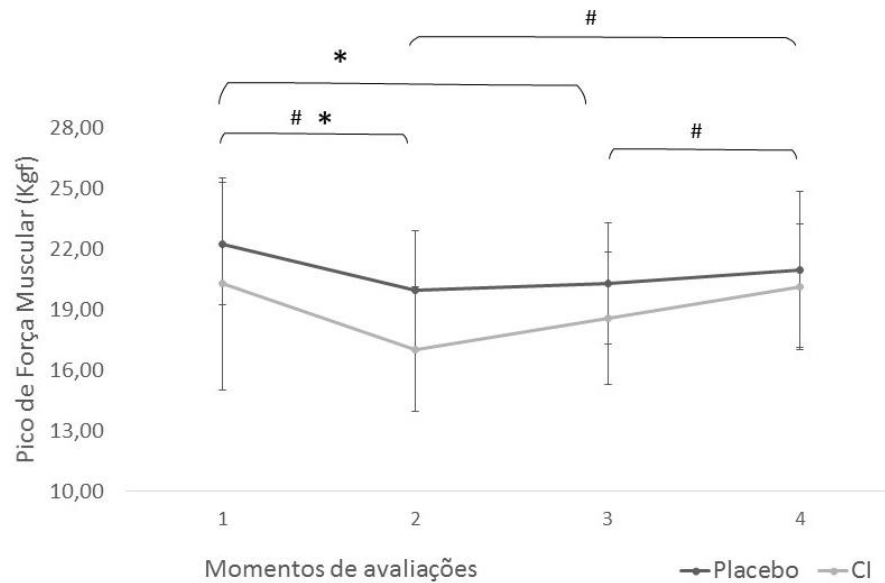 #
*
# *
#
28,00
25,00
22,00
19,00
16,00
13,00
10,00
Pico de Força Muscular (Kgf)
1 2 3 4
Momentos de avaliações
Placebo CI